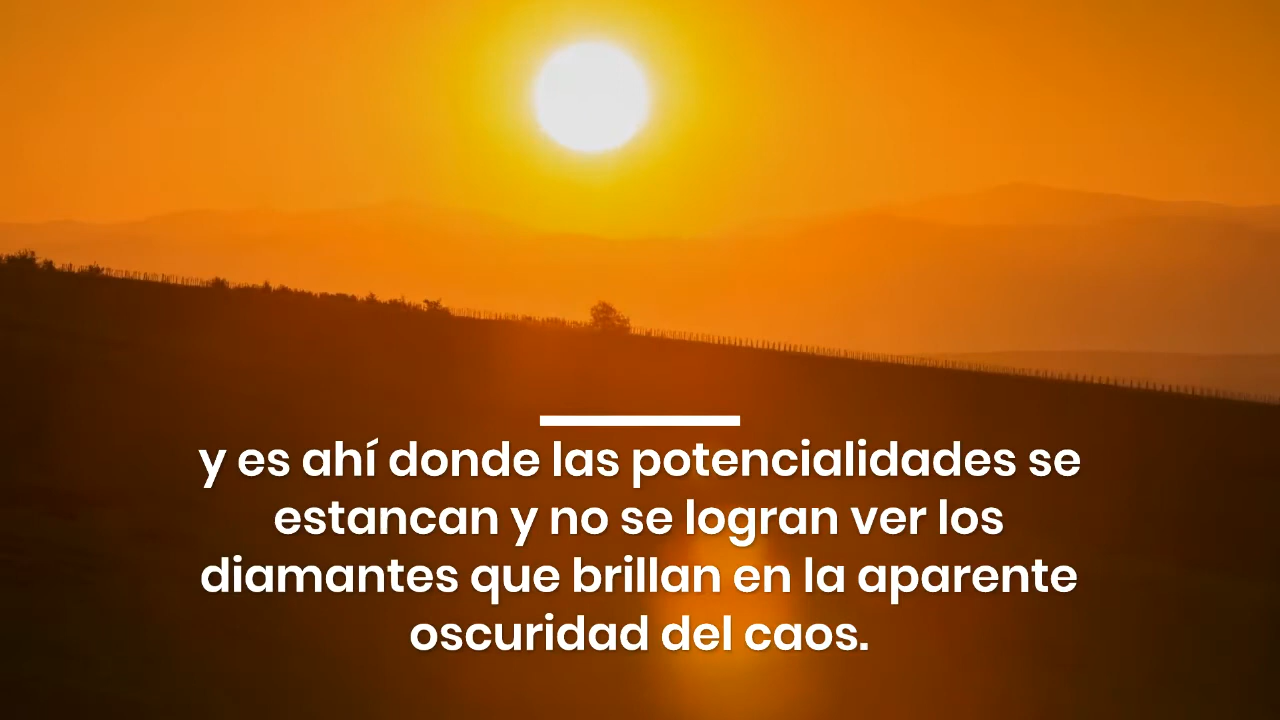 y es ahí donde las potencialidades se
estancan y no se logran ver los
diamantes que brillan en la aparente
oscuridad del caos.